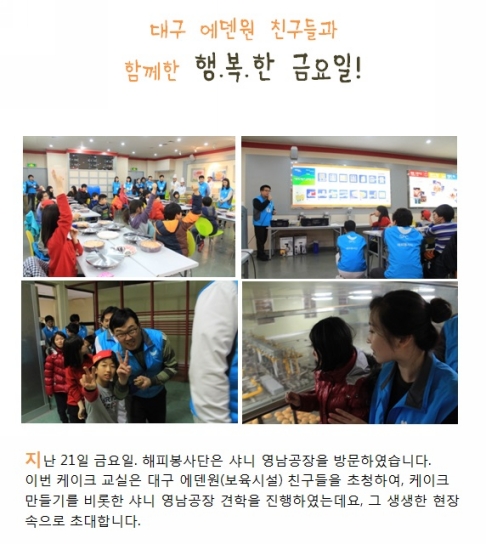 대구 에덴원 친구들과
함께한 행.복.한 금요일!
지난 21일 금요일. 해피봉사단은 샤니 영남공장을 방문하였습니다.
이번 케이크 교실은 대구 에덴원(보육시설) 친구들을 초청하여, 케이크
만들기를 비롯한 샤니 영남공장 견학을 진행하였는데요, 그 생생한 현장
속으로 초대합니다.